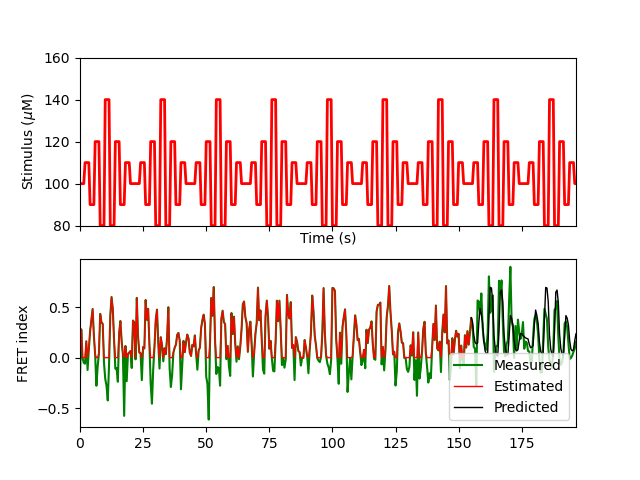 160
140
120
100
80
Stimulus (μM)
Time (s)
0.5
0.0
−0.5
FRET index
Measured
Estimated
Predicted
0 25 50 75 100 125 150 175